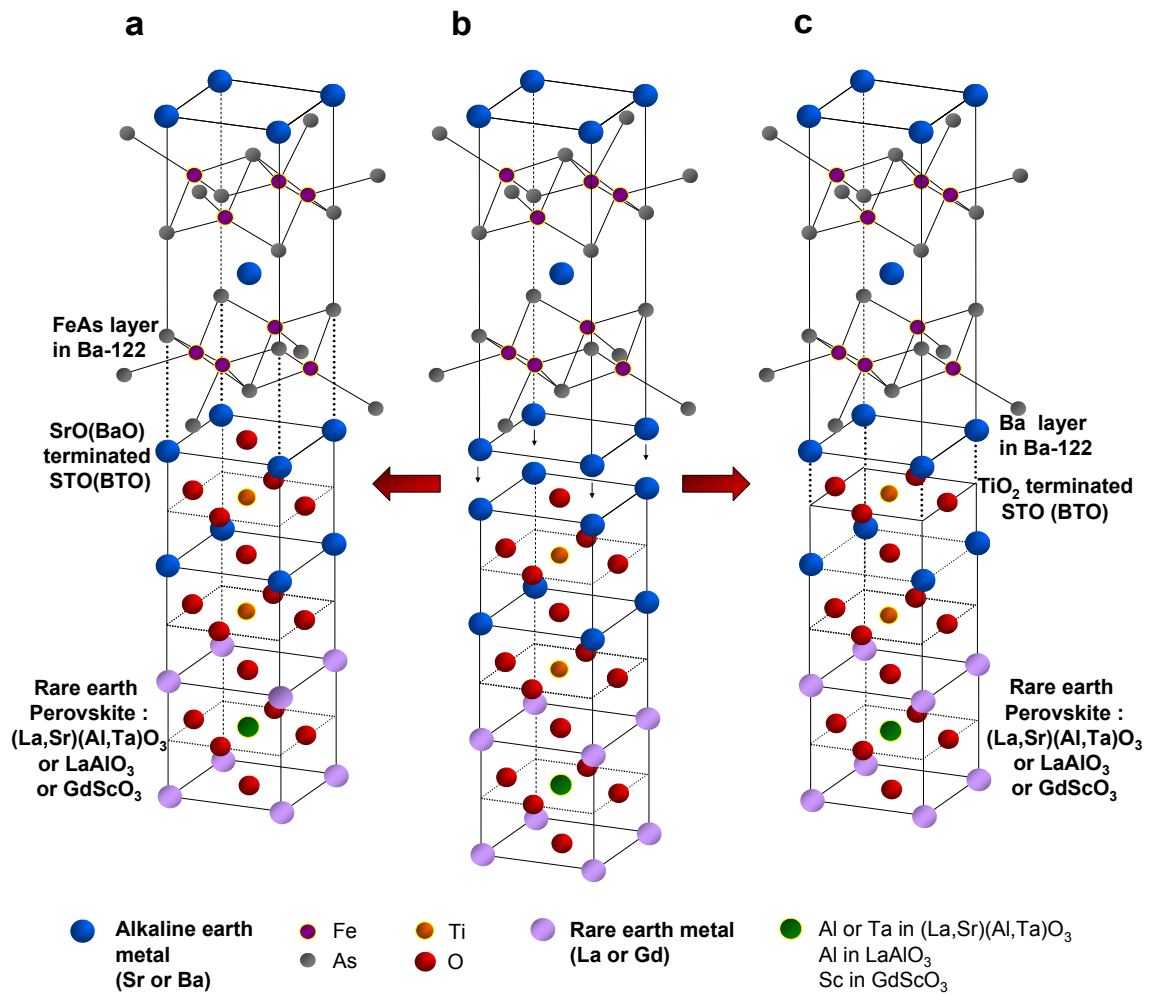 a
b
c
FeAs layer
in Ba-122
SrO(BaO)
terminated
STO(BTO)
Ba layer
in Ba-122
TiO₂ terminated
STO (BTO)
Rare earth
Perovskite :
(La,Sr)(Al,Ta)O₃
or LaAlO₃
or GdScO₃
Rare earth
Perovskite :
(La,Sr)(Al,Ta)O₃
or LaAlO₃
or GdScO₃
Alkaline earth
metal
(Sr or Ba)
Fe
As
Ti
O
Rare earth metal
(La or Gd)
Al or Ta in (La,Sr)(Al,Ta)O₃
Al in LaAlO₃
Sc in GdScO₃